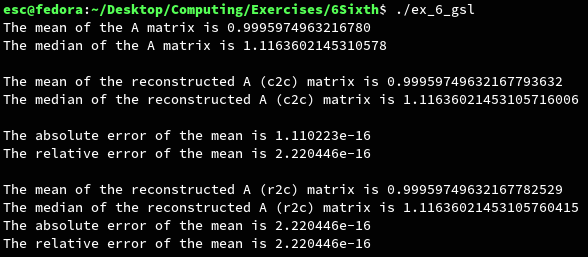 esc@fedora:~/Desktop/Computing/Exercises/6Sixth$ ./ex_6_gsl
The mean of the A matrix is 0.9995974963216780
The median of the A matrix is 1.1163602145310578
The mean of the reconstructed A (c2c) matrix is 0.99959749632167793632
The median of the reconstructed A (c2c) matrix is 1.11636021453105716006
The absolute error of the mean is 1.110223e-16
The relative error of the mean is 2.220446e-16
The mean of the reconstructed A (r2c) matrix is 0.99959749632167782529
The median of the reconstructed A (r2c) matrix is 1.11636021453105760415
The absolute error of the mean is 2.220446e-16
The relative error of the mean is 2.220446e-16